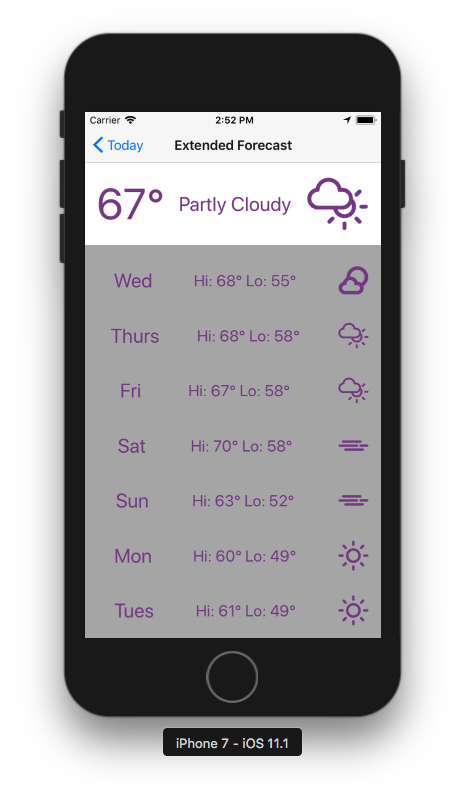 Carrier 2:52 PM
Today Extended Forecast
67° Partly Cloudy
Wed Hi: 68° Lo: 55°
Thurs Hi: 68° Lo: 58°
Fri Hi: 67° Lo: 58°
Sat Hi: 70° Lo: 58°
Sun Hi: 63° Lo: 52°
Mon Hi: 60° Lo: 49°
Tues Hi: 61° Lo: 49°
iPhone 7 - iOS 11.1